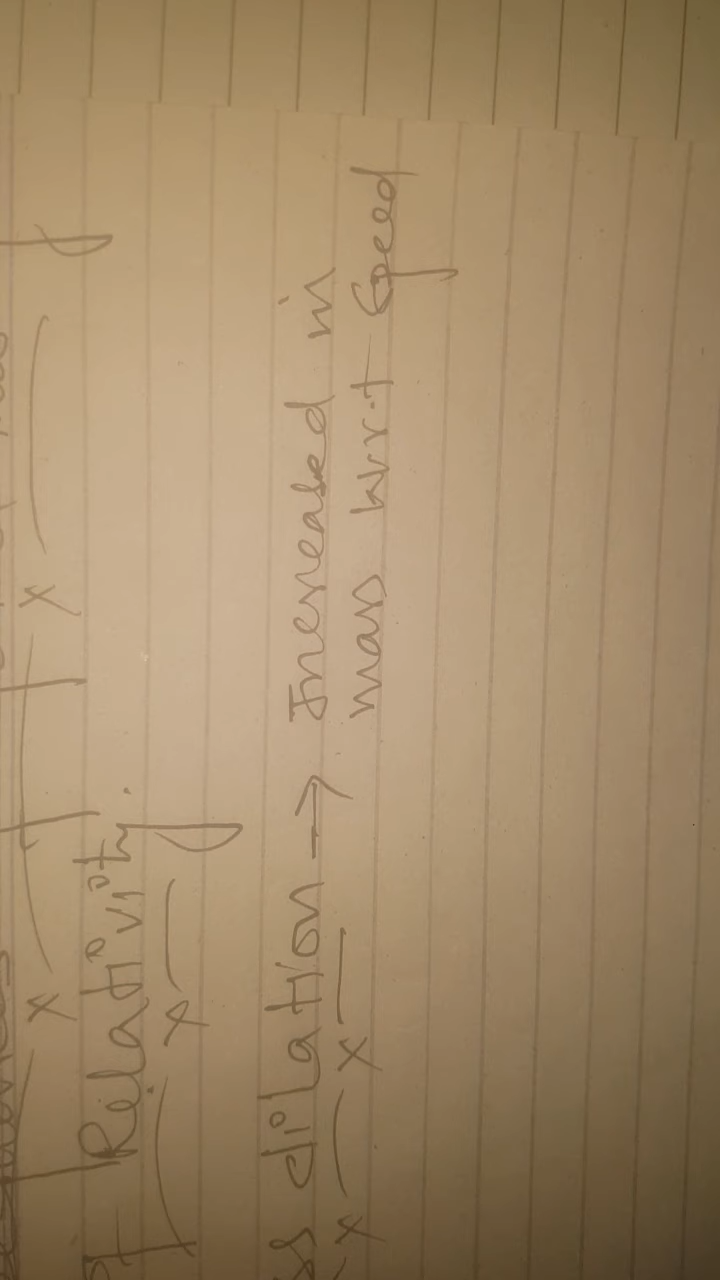 Relativity.
dilation → Increased in
mass w.r.t speed